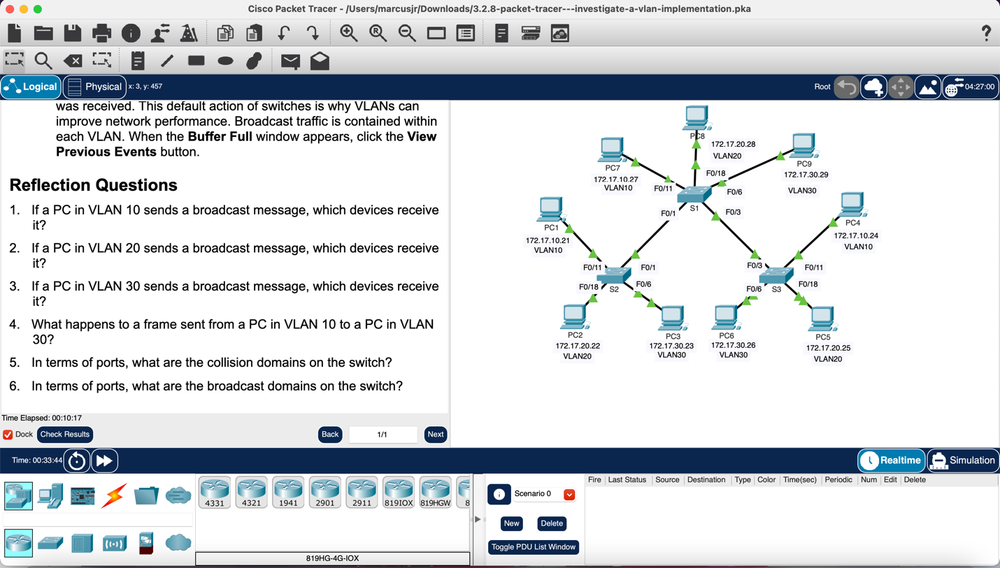 Cisco Packet Tracer - /Users/marcusjr/Downloads/3.2.8-packet-tracer---investigate-a-vlan-implementation.pka
Logical
Physical
x: 3, y: 457
Root
04:27:00
was received. This default action of switches is why VLANs can
improve network performance. Broadcast traffic is contained within
each VLAN. When the Buffer Full window appears, click the View
Previous Events button.
Reflection Questions
1. If a PC in VLAN 10 sends a broadcast message, which devices receive
it?
2. If a PC in VLAN 20 sends a broadcast message, which devices receive
it?
3. If a PC in VLAN 30 sends a broadcast message, which devices receive
it?
4. What happens to a frame sent from a PC in VLAN 10 to a PC in VLAN
30?
5. In terms of ports, what are the collision domains on the switch?
6. In terms of ports, what are the broadcast domains on the switch?
Time Elapsed: 00:10:17
Dock
Check Results
Back
1/1
Next
PC8
172.17.20.28
VLAN20
PC7
172.17.10.27
VLAN10
PC9
172.17.30.29
VLAN30
F0/18
F0/11
F0/6
S1
F0/1
F0/3
PC1
172.17.10.21
VLAN10
PC4
172.17.10.24
VLAN10
F0/11
F0/1
F0/18
F0/6
S2
F0/3
F0/11
F0/6
F0/18
S3
PC2
172.17.20.22
VLAN20
PC3
172.17.30.23
VLAN30
PC6
172.17.30.26
VLAN30
PC5
172.17.20.25
VLAN20
Time: 00:33:44
Realtime
Simulation
4331
4321
1941
2901
2911
819IOX
819HGW
8
819HG-4G-IOX
Scenario 0
New
Delete
Toggle PDU List Window
Fire Last Status Source Destination Type Color Time(sec) Periodic Num Edit Delete